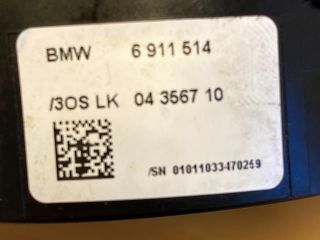 BMW 6 911 514
/3OS LK 04 3567 10
/SN 01011033470259